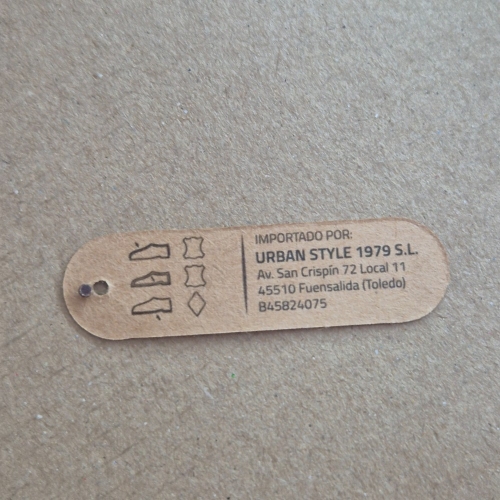 IMPORTADO POR:
URBAN STYLE 1979 S.L.
Av. San Crispín 72 Local 11
45510 Fuensalida (Toledo)
B45824075